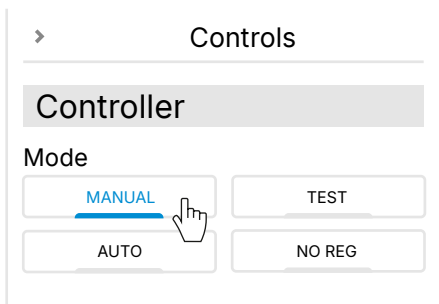 Controls
Controller
Mode
MANUAL TEST
AUTO NO REG